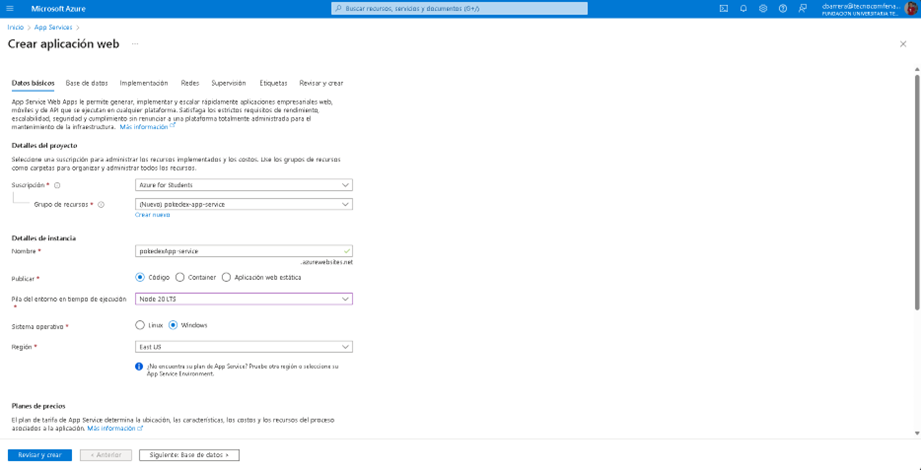 Microsoft Azure
Buscar recursos, servicios y documentos (G+/)
cbarrera@tecnocomfena...
FUNDACION UNIVERSITARIA TE...
Inicio > App Services >
Crear aplicación web ...
Datos básicos Base de datos Implementación Redes Supervisión Etiquetas Revisar y crear
App Service Web Apps le permite generar, implementar y escalar rápidamente aplicaciones empresariales web,
móviles y de API que se ejecutan en cualquier plataforma. Satisfaga los estrictos requisitos de rendimiento,
escalabilidad, seguridad y cumplimiento sin renunciar a una plataforma totalmente administrada para el
mantenimiento de la infraestructura. Más información
Detalles del proyecto
Seleccione una suscripción para administrar los recursos implementados y los costos. Use los grupos de recursos
como carpetas para organizar y administrar todos los recursos.
Suscripción * Azure for Students
Grupo de recursos * (Nuevo) pokedex-app-service
Crear nuevo
Detalles de instancia
Nombre * pokedexApp-service
.azurewebsites.net
Publicar * Código Container Aplicación web estática
Pila del entorno en tiempo de ejecución Node 20 LTS
*
Sistema operativo * Linux Windows
Región * East US
¿No encuentra su plan de App Service? Pruebe otra región o seleccione su
App Service Environment.
Planes de precios
El plan de tarifa de App Service determina la ubicación, las características, los costos y los recursos del proceso
asociados a la aplicación. Más información
Revisar y crear < Anterior Siguiente: Base de datos >